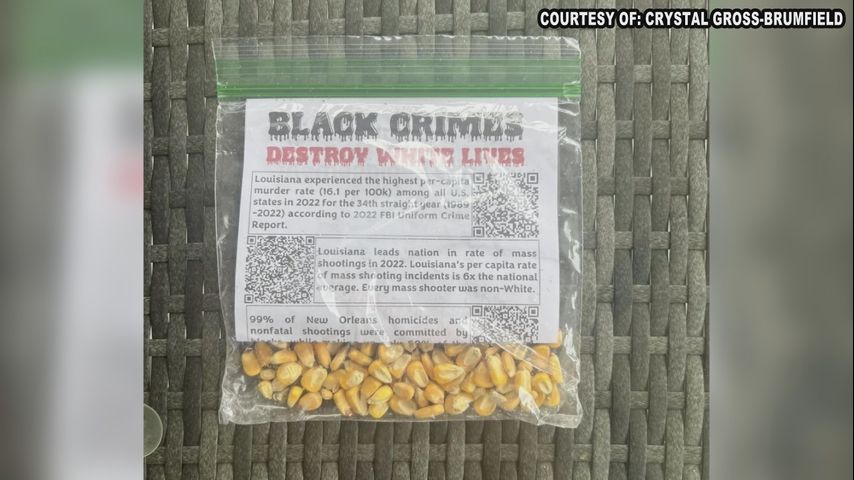 COURTESY OF: CRYSTAL GROSS-BRUMFIELD
BLACK CRIMES
DESTROY WHITE LIVES
Louisiana experienced the highest per-capita
murder rate (16.1 per 100k) among all U.S.
states in 2022 for the 34th straight year (1989
-2022) according to 2022 FBI Uniform Crime
Report.
Louisiana leads nation in rate of mass
shootings in 2022. Louisiana's per capita rate
of mass shooting incidents is 6x the national
average. Every mass shooter was non-White.
99% of New Orleans homicides and
nonfatal shootings were committed by